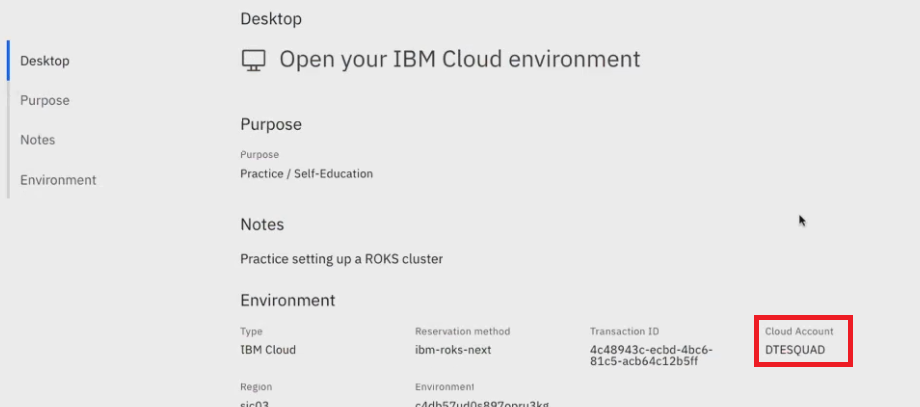 Desktop
Open your IBM Cloud environment
Desktop
Purpose
Notes
Environment
Purpose
Purpose
Practice / Self-Education
Notes
Practice setting up a ROKS cluster
Environment
Type
IBM Cloud
Reservation method
ibm-roks-next
Transaction ID
4c48943c-ecbd-4bc6-
81c5-acb64c12b5ff
Cloud Account
DTESQUAD
Region
sjc03
Environment